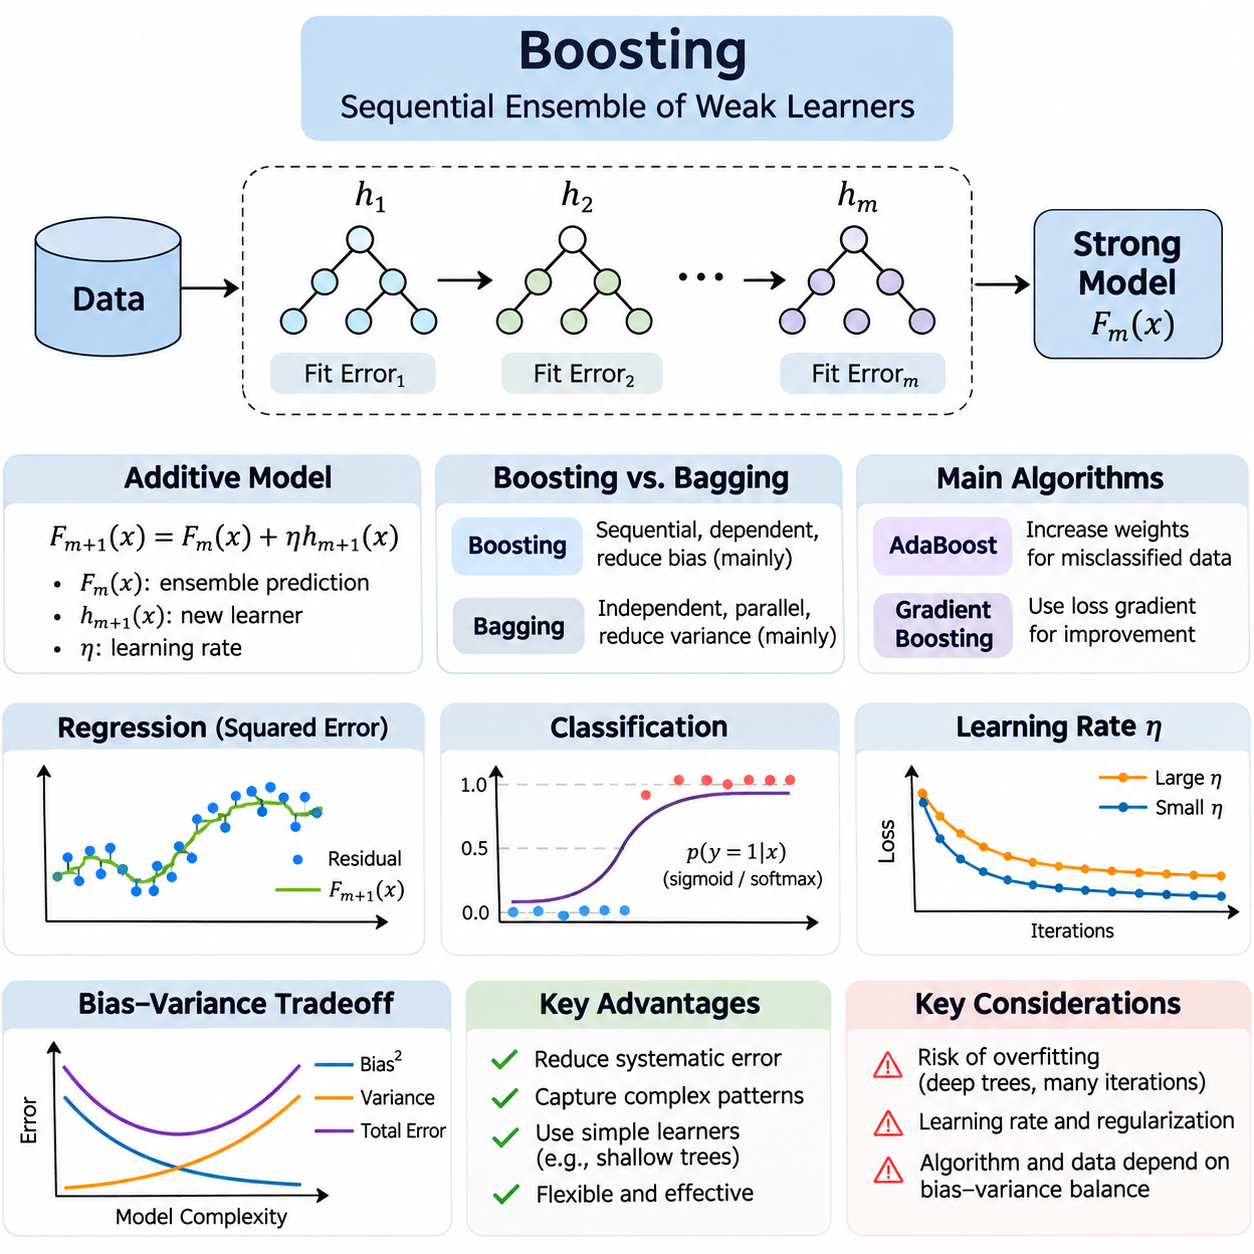 Boosting
Sequential Ensemble of Weak Learners
Data
h₁
h₂
hₘ
Fit Error₁
Fit Error₂
Fit Errorₘ
...
Strong
Model
Fₘ(x)
Additive Model
Fₘ₊₁(x) = Fₘ(x) + ηhₘ₊₁(x)
• Fₘ(x): ensemble prediction
• hₘ₊₁(x): new learner
• η: learning rate
Boosting vs. Bagging
Boosting
Sequential, dependent,
reduce bias (mainly)
Bagging
Independent, parallel,
reduce variance (mainly)
Main Algorithms
AdaBoost
Increase weights
for misclassified data
Gradient
Boosting
Use loss gradient
for improvement
Regression (Squared Error)
Residual
Fₘ₊₁(x)
Classification
1.0
0.5
0.0
p(y = 1|x)
(sigmoid / softmax)
Learning Rate η
Large η
Small η
Loss
Iterations
Bias–Variance Tradeoff
Bias²
Variance
Total Error
Error
Model Complexity
Key Advantages
Reduce systematic error
Capture complex patterns
Use simple learners
(e.g., shallow trees)
Flexible and effective
Key Considerations
Risk of overfitting
(deep trees, many iterations)
Learning rate and regularization
Algorithm and data depend on
bias–variance balance